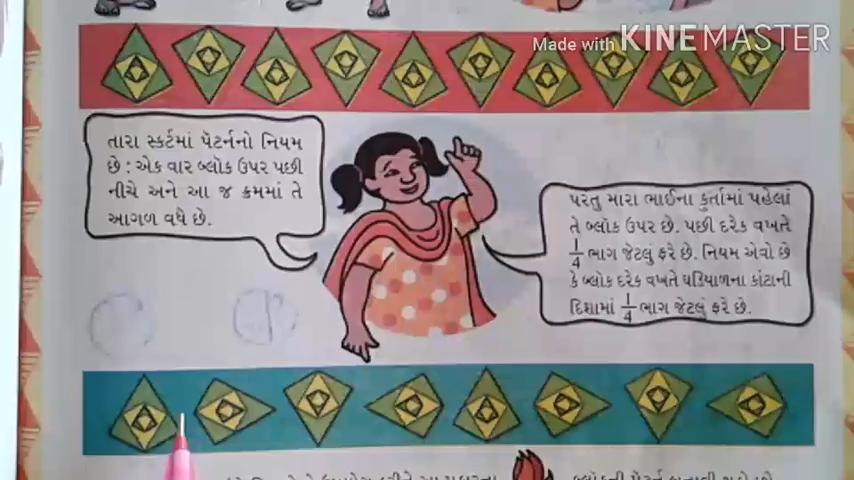 Made with KINEMASTER
તારા સ્કર્ટમાં પૅટર્નનો નિયમ
છે : એક વાર બ્લૉક ઉપર પછી
નીચે અને આ જ ક્રમમાં તે
આગળ વધે છે.
પરંતુ મારા ભાઈના કુર્તામાં પહેલાં
તે બ્લૉક ઉપર છે. પછી દરેક વખતે
1/4 ભાગ જેટલું ફરે છે. નિયમ એવો છે
કે બ્લૉક દરેક વખતે ઘડિયાળના કાંટાની
દિશામાં 1/4 ભાગ જેટલું ફરે છે.